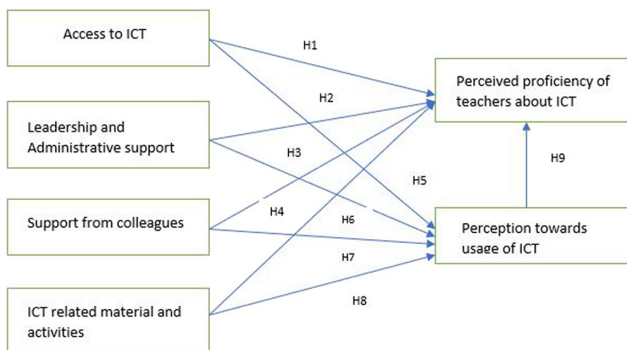 Access to ICT
H1
Perceived proficiency of
teachers about ICT
H2
Leadership and
Administrative support
H3
H9
H5
Support from colleagues
H4
H6
Perception towards
usage of ICT
H7
H8
ICT related material and
activities